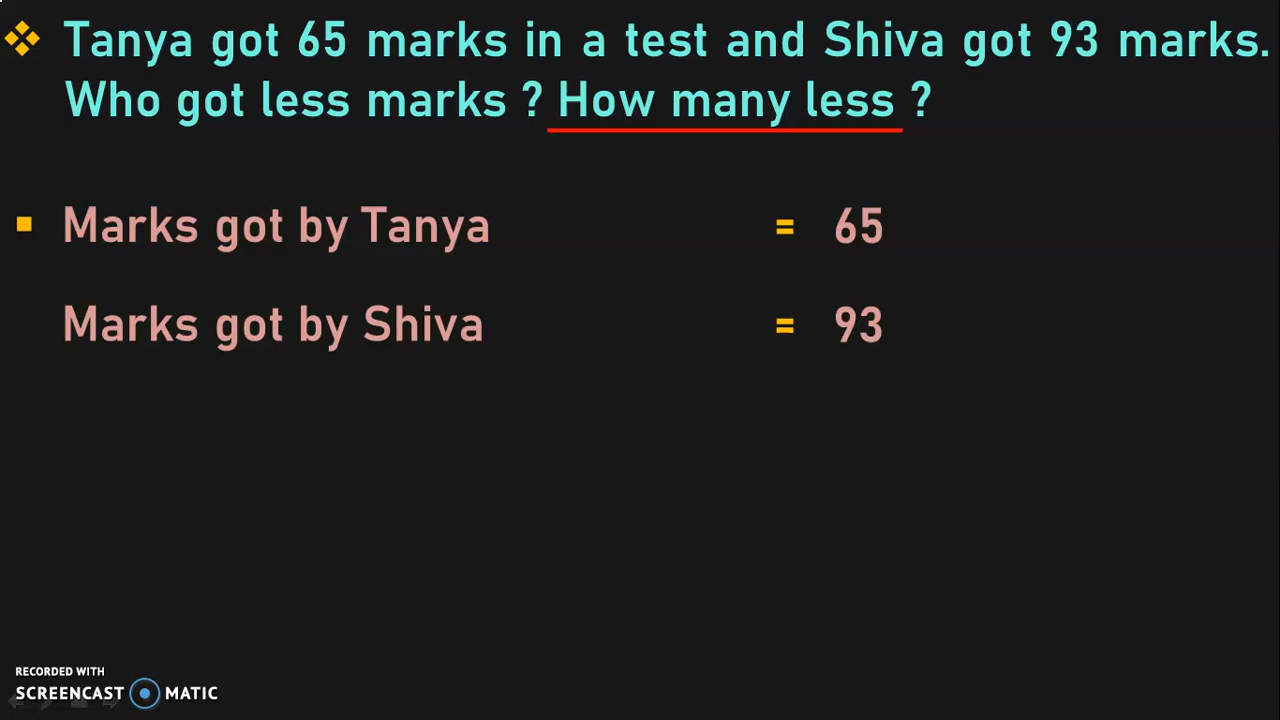 Tanya got 65 marks in a test and Shiva got 93 marks.
Who got less marks ? How many less ?
Marks got by Tanya = 65
Marks got by Shiva = 93
RECORDED WITH
SCREENCAST MATIC